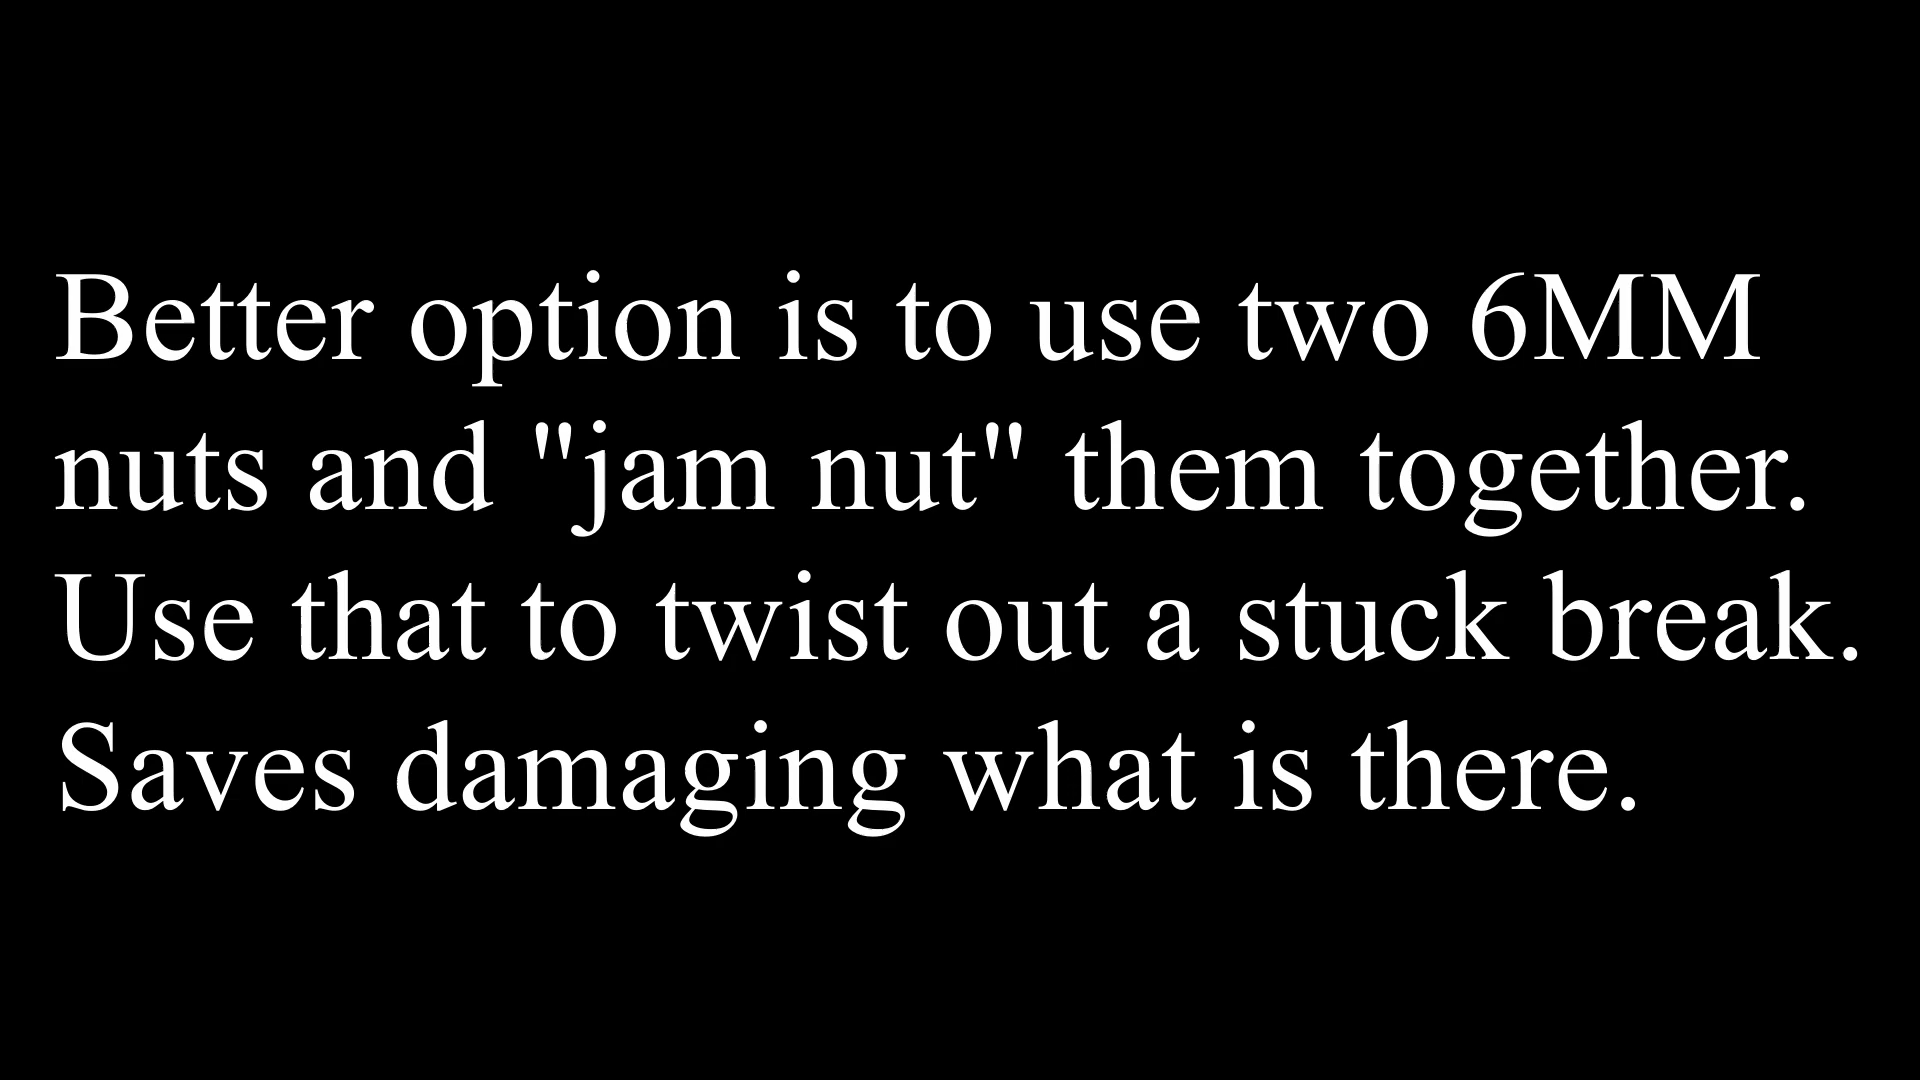 Better option is to use two 6MM
nuts and "jam nut" them together.
Use that to twist out a stuck break.
Saves damaging what is there.